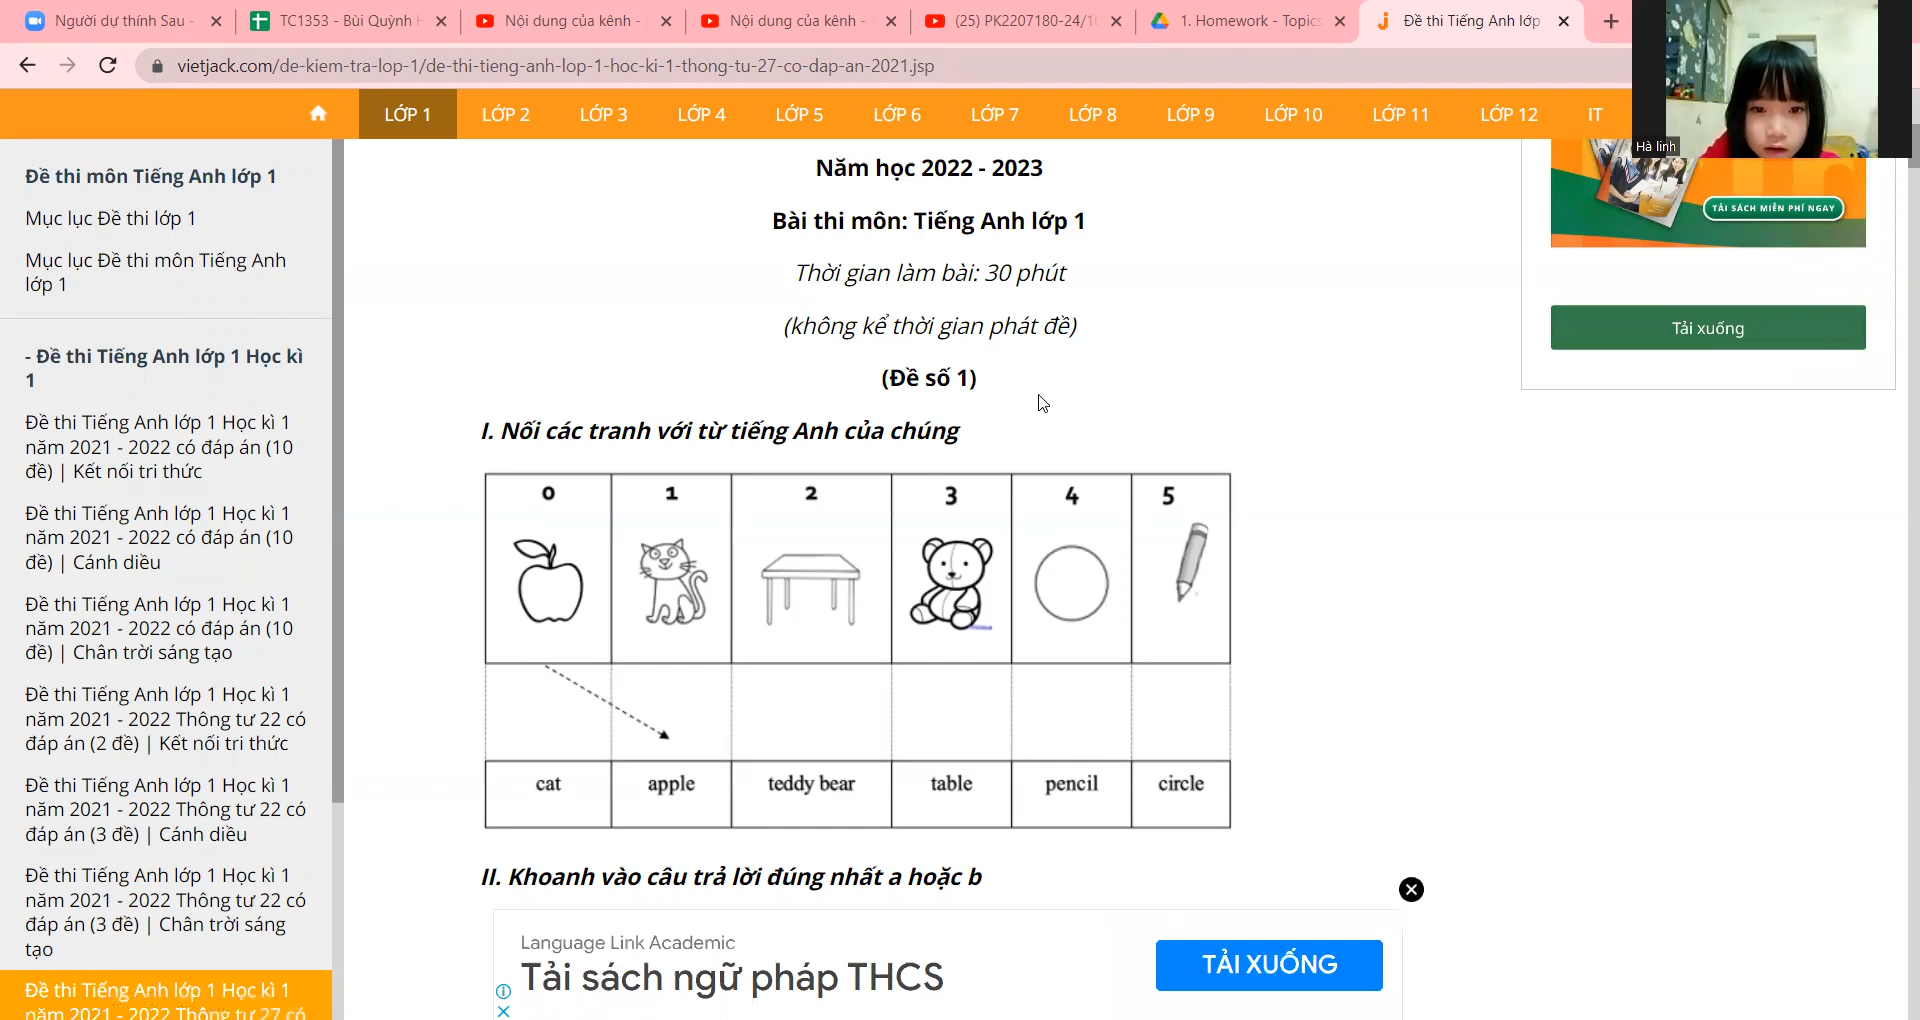 Người dự thính Sau -
TC1353 - Bùi Quỳnh H
Nội dung của kênh -
Nội dung của kênh -
(25) PK2207180-24/10
1. Homework - Topics
Đề thi Tiếng Anh lớp
vietjack.com/de-kiem-tra-lop-1/de-thi-tieng-anh-lop-1-hoc-ki-1-thong-tu-27-co-dap-an-2021.jsp
Hà linh
LỚP 1 LỚP 2 LỚP 3 LỚP 4 LỚP 5 LỚP 6 LỚP 7 LỚP 8 LỚP 9 LỚP 10 LỚP 11 LỚP 12 IT
Đề thi môn Tiếng Anh lớp 1
Mục lục Đề thi lớp 1
Mục lục Đề thi môn Tiếng Anh
lớp 1
- Đề thi Tiếng Anh lớp 1 Học kì
1
Đề thi Tiếng Anh lớp 1 Học kì 1
năm 2021 - 2022 có đáp án (10
đề) | Kết nối tri thức
Đề thi Tiếng Anh lớp 1 Học kì 1
năm 2021 - 2022 có đáp án (10
đề) | Cánh diều
Đề thi Tiếng Anh lớp 1 Học kì 1
năm 2021 - 2022 có đáp án (10
đề) | Chân trời sáng tạo
Đề thi Tiếng Anh lớp 1 Học kì 1
năm 2021 - 2022 Thông tư 22 có
đáp án (2 đề) | Kết nối tri thức
Đề thi Tiếng Anh lớp 1 Học kì 1
năm 2021 - 2022 Thông tư 22 có
đáp án (3 đề) | Cánh diều
Đề thi Tiếng Anh lớp 1 Học kì 1
năm 2021 - 2022 Thông tư 22 có
đáp án (3 đề) | Chân trời sáng
tạo
Đề thi Tiếng Anh lớp 1 Học kì 1
năm 2021 - 2022 Thông tư 27 có
Năm học 2022 - 2023
Bài thi môn: Tiếng Anh lớp 1
Thời gian làm bài: 30 phút
(không kể thời gian phát đề)
(Đề số 1)
I. Nối các tranh với từ tiếng Anh của chúng
0 1 2 3 4 5
cat apple teddy bear table pencil circle
II. Khoanh vào câu trả lời đúng nhất a hoặc b
Language Link Academic
Tải sách ngữ pháp THCS
TẢI XUỐNG
TẢI SÁCH MIỄN PHÍ NGAY
Tải xuống